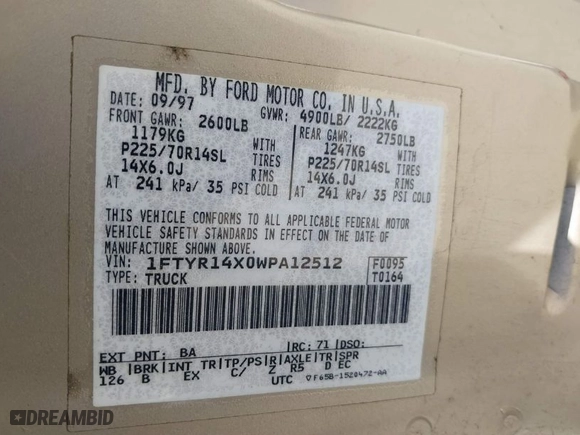 MFD. BY FORD MOTOR CO. IN U.S.A.
DATE: 09/97 GVWR: 4900LB/ 2222KG
FRONT GAWR: 2600LB REAR GAWR: 2750LB
1179KG WITH 1247KG WITH
P225/70R14SL TIRES P225/70R14SL TIRES
14X6.0J RIMS 14X6.0J RIMS
AT 241 kPa/ 35 PSI COLD AT 241 kPa/ 35 PSI COLD
THIS VEHICLE CONFORMS TO ALL APPLICABLE FEDERAL MOTOR
VEHICLE SAFETY STANDARDS IN EFFECT ON THE DATE OF
MANUFACTURE SHOWN ABOVE.
VIN: 1FTYR14X0WPA12512 F0095
TYPE: TRUCK T0164
EXT PNT: BA RC: 71 DSO:
WB BRK INT TR TP/PS R AXLE TR SPR
126 B EX C/ Z R5 D EC
UTC ▽F65B-1520472-AA
DREAMBID